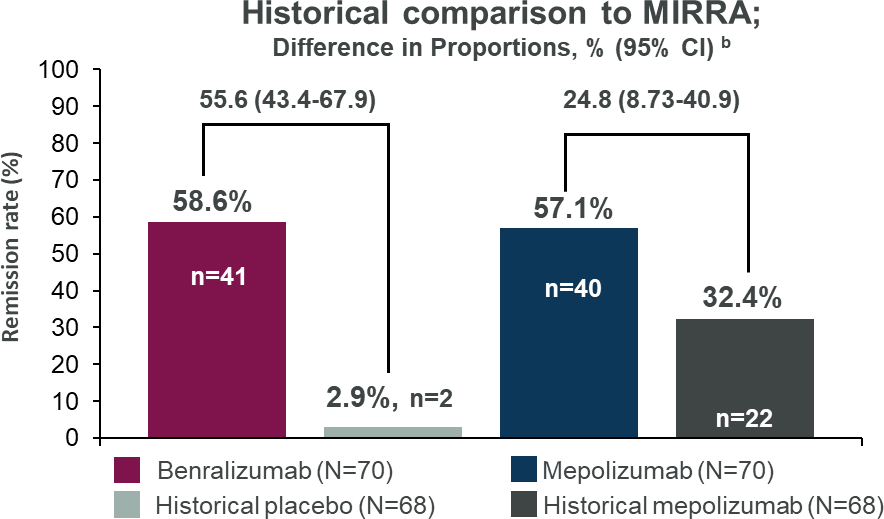 Historical comparison to MIRRA;
Difference in Proportions, % (95% CI) b
Remission rate (%)
100
90
80
70
60
50
40
30
20
10
0
55.6 (43.4-67.9)
24.8 (8.73-40.9)
58.6%
n=41
2.9%, n=2
57.1%
n=40
32.4%
n=22
Benralizumab (N=70)
Mepolizumab (N=70)
Historical placebo (N=68)
Historical mepolizumab (N=68)